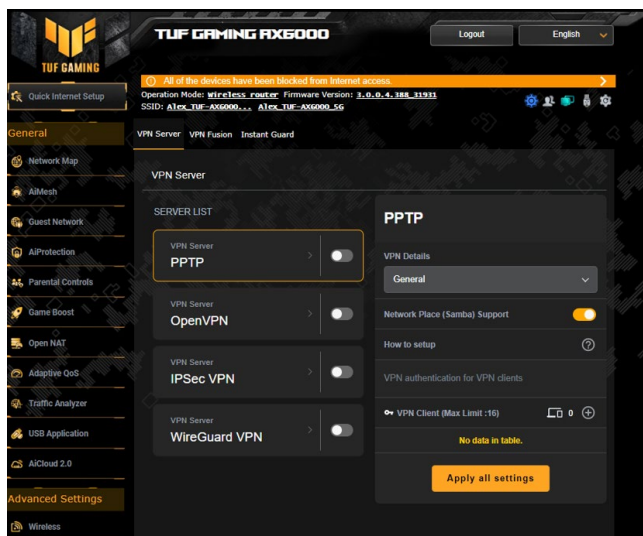 TUF GAMING
TUF GAMING AX6000
Logout
English
All of the devices have been blocked from Internet access.
Operation Mode: Wireless router Firmware Version: 3.0.0.4.388_31931
SSID: Alex_TUF-AX6000... Alex_TUF-AX6000_5G
Quick Internet Setup
General
Network Map
AiMesh
Guest Network
AiProtection
Parental Controls
Game Boost
Open NAT
Adaptive QoS
Traffic Analyzer
USB Application
AiCloud 2.0
Advanced Settings
Wireless
VPN Server VPN Fusion Instant Guard
VPN Server
SERVER LIST
VPN Server
PPTP
VPN Server
OpenVPN
VPN Server
IPSec VPN
VPN Server
WireGuard VPN
PPTP
VPN Details
General
Network Place (Samba) Support
How to setup
VPN authentication for VPN clients
VPN Client (Max Limit :16) 0
No data in table.
Apply all settings